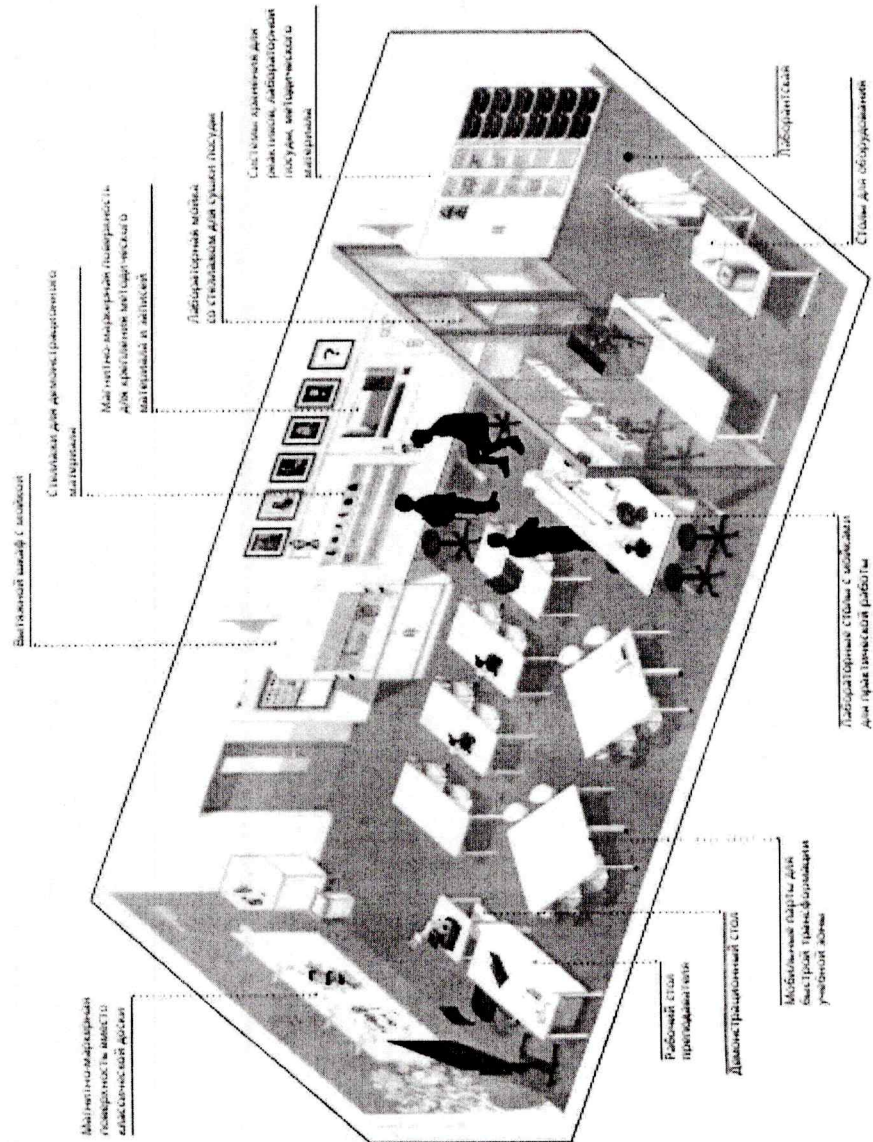 Магнитно-маркерная
поверхность вместо
классической доски
Вытяжной шкаф с мойкой
Стеллажи для демонстрационного
материала
Магнитно-маркерная поверхность
для крепления методического
материала и записей
Лабораторная мойка
со стеллажом для сушки посуды
Системы хранения для
реактивов, лабораторной
посуды, методического
материала
Рабочий стол
преподавателя
Демонстрационный стол
Мобильные парты для
быстрой трансформации
учебной зоны
Лабораторные столы с мойками
для практической работы
Столы для оборудования
Лаборантская
?